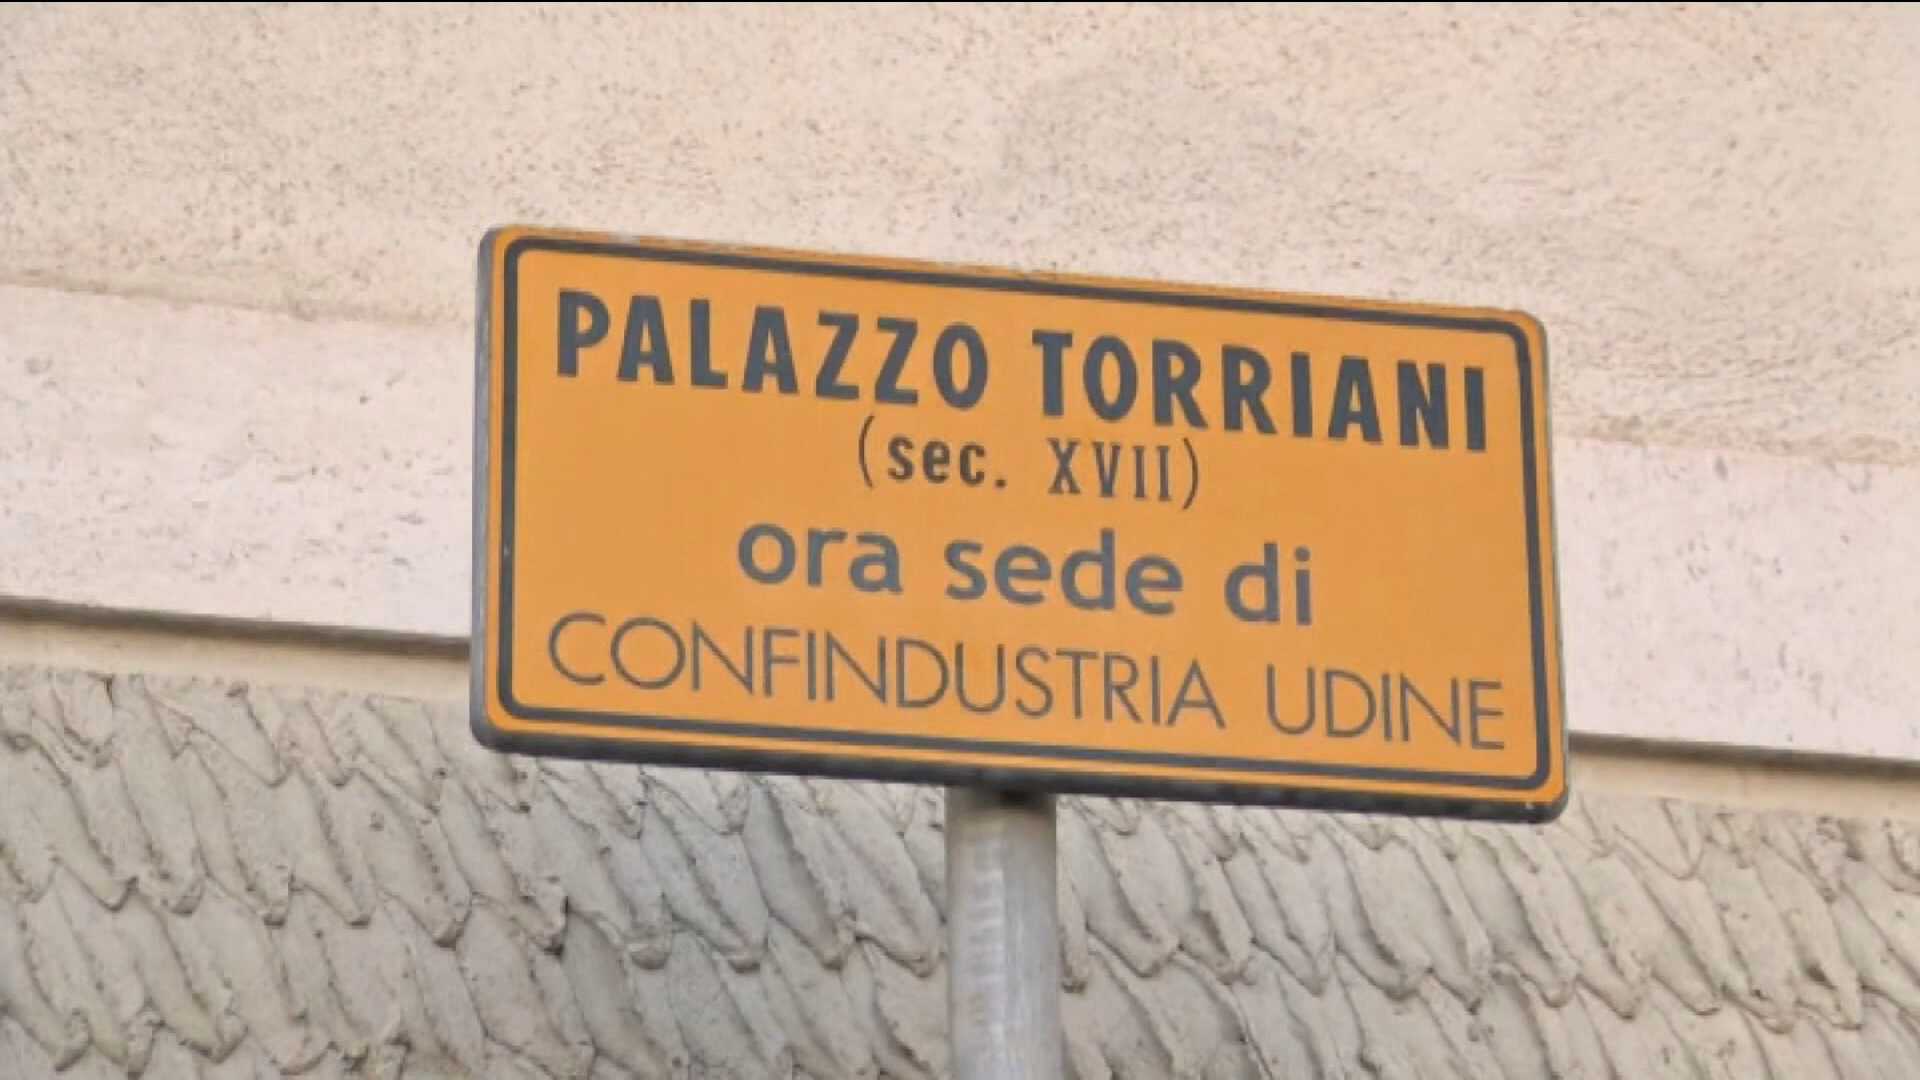 PALAZZO TORRIANI
(sec. XVII)
ora sede di
CONFINDUSTRIA UDINE